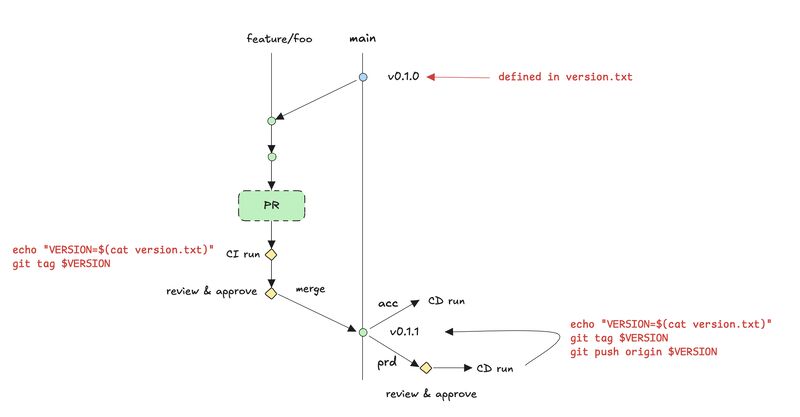 feature/foo
main
v0.1.0
defined in version.txt
PR
echo "VERSION=$(cat version.txt)"
git tag $VERSION
CI run
review & approve
merge
acc
CD run
v0.1.1
echo "VERSION=$(cat version.txt)"
git tag $VERSION
git push origin $VERSION
prd
CD run
review & approve